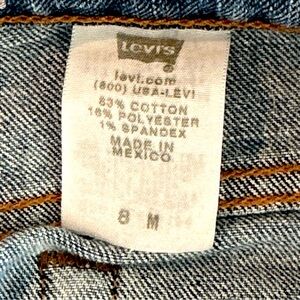 LEVI'S
levi.com
(800) USA-LEVI
83% COTTON
16% POLYESTER
1% SPANDEX
MADE IN
MEXICO
8 M